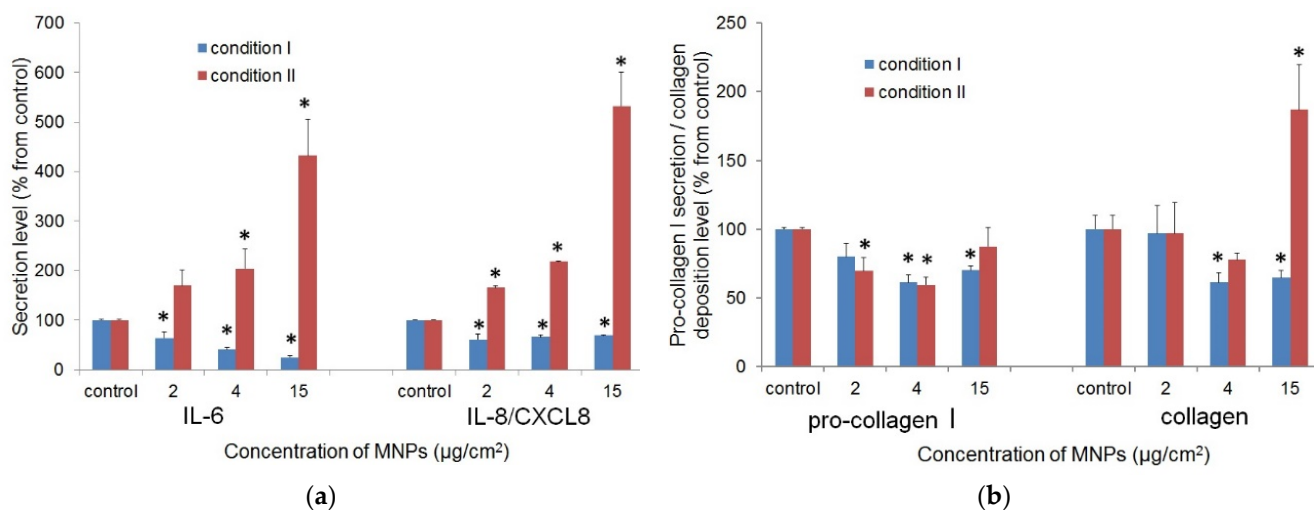 700
600
500
400
300
200
100
0
Secretion level (% from control)
condition I
condition II
* * * * * * * *
*
*
*
control 2 4 15 control 2 4 15
IL-6 IL-8/CXCL8
Concentration of MNPs (µg/cm²)
(a)
250
200
150
100
50
0
Pro-collagen I secretion / collagen
deposition level (% from control)
condition I
condition II
* * * * * * *
control 2 4 15 control 2 4 15
pro-collagen I collagen
Concentration of MNPs (µg/cm²)
(b)